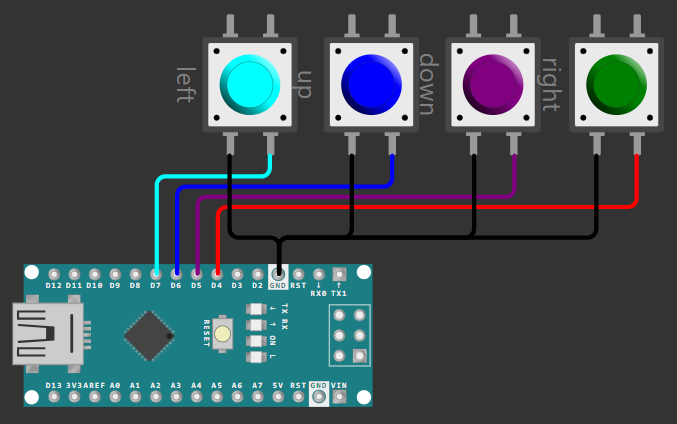 left
up
down
right
D12 D11 D10 D9 D8 D7 D6 D5 D4 D3 D2 GND RST ↓ ↑
RX0 TX1
RESET
TX RX
ON L
D13 3V3 AREF A0 A1 A2 A3 A4 A5 A6 A7 5V RST GND VIN